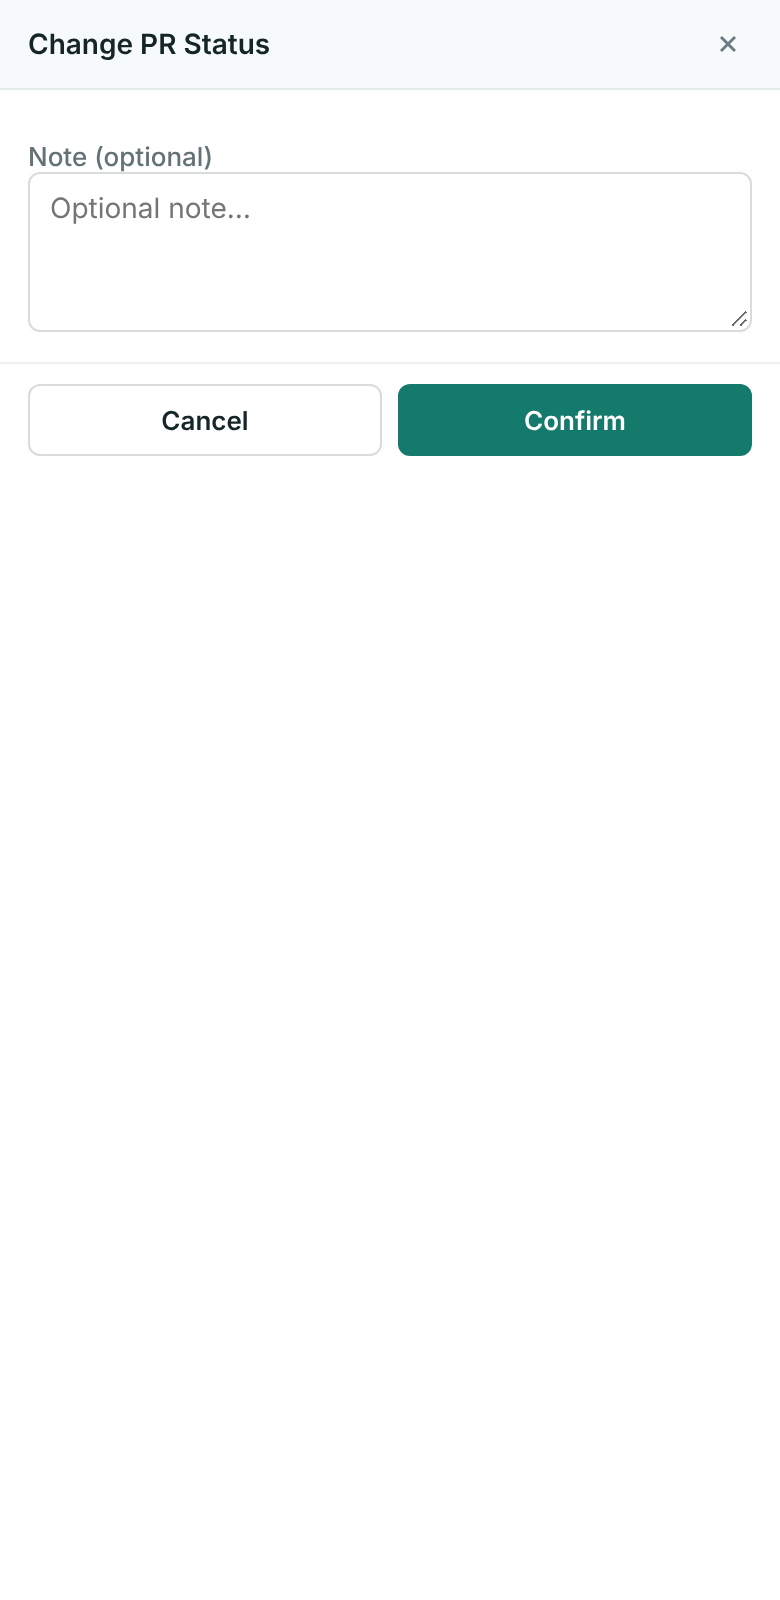 Change PR Status
×
Note (optional)
Optional note...
Cancel
Confirm